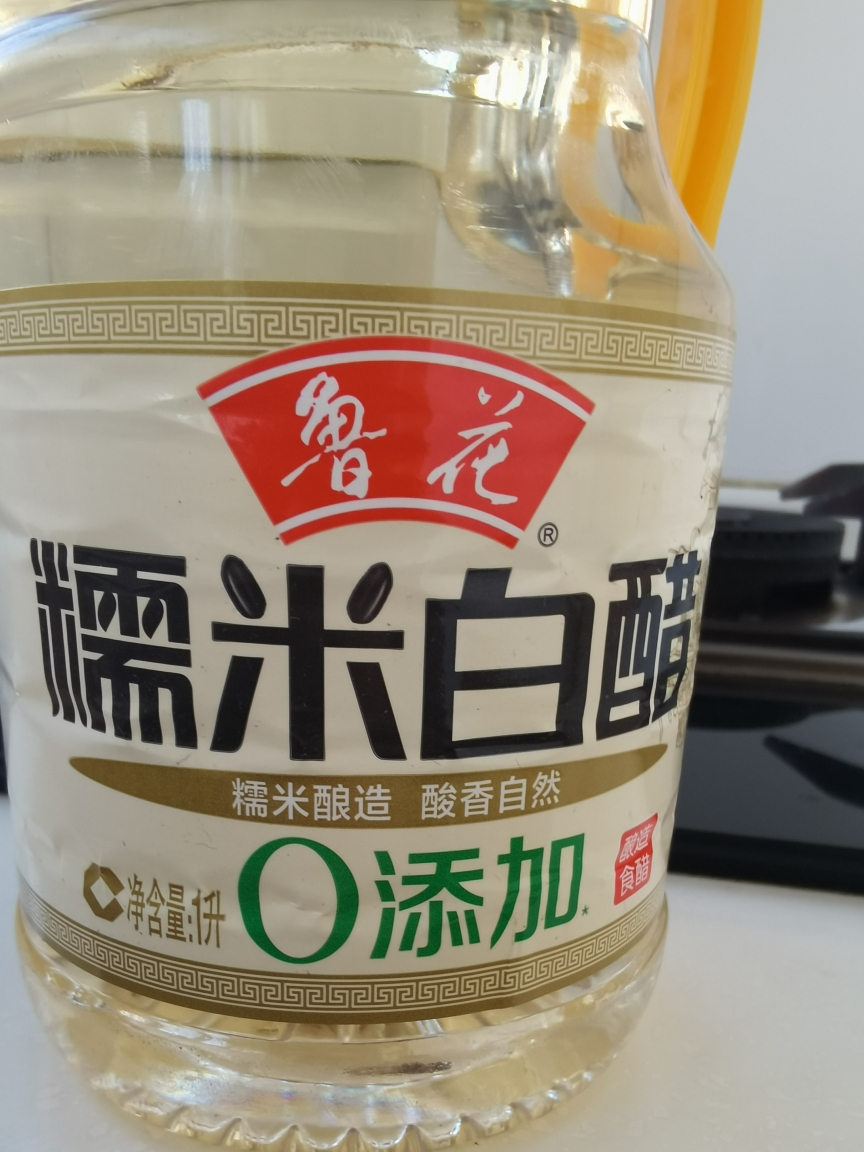 鲁花®
糯米白醋
糯米酿造 酸香自然
净含量:1升
0添加*
酿造
食醋